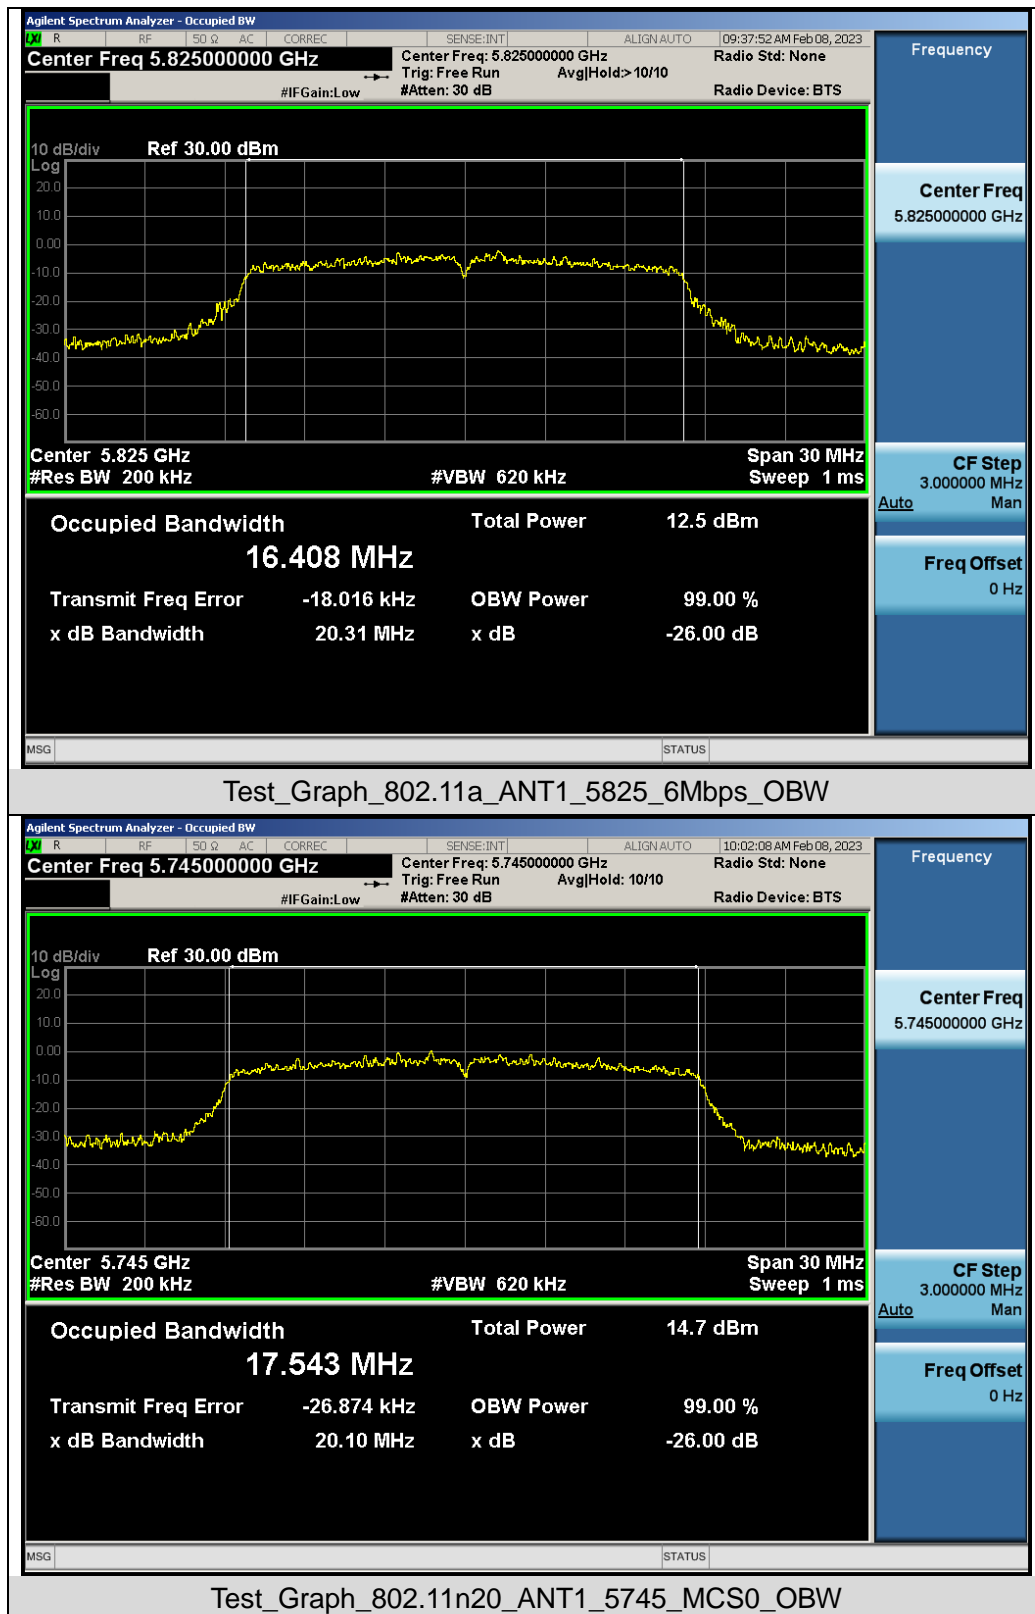 Agilent Spectrum Analyzer - Occupied BW
LXI R RF 50 Ω AC CORREC SENSE:INT ALIGN AUTO 09:37:52 AM Feb 08, 2023
Center Freq 5.825000000 GHz Center Freq: 5.825000000 GHz Radio Std: None
Trig: Free Run Avg|Hold:>10/10
#IFGain:Low #Atten: 30 dB Radio Device: BTS
Frequency
10 dB/div Ref 30.00 dBm
Log
20.0
10.0
0.00
-10.0
-20.0
-30.0
-40.0
-50.0
-60.0
Center 5.825 GHz Span 30 MHz
#Res BW 200 kHz #VBW 620 kHz Sweep 1 ms
Center Freq
5.825000000 GHz
CF Step
3.000000 MHz
Auto Man
Freq Offset
0 Hz
Occupied Bandwidth Total Power 12.5 dBm
16.408 MHz
Transmit Freq Error -18.016 kHz OBW Power 99.00 %
x dB Bandwidth 20.31 MHz x dB -26.00 dB
MSG STATUS
Test_Graph_802.11a_ANT1_5825_6Mbps_OBW
Agilent Spectrum Analyzer - Occupied BW
LXI R RF 50 Ω AC CORREC SENSE:INT ALIGN AUTO 10:02:08 AM Feb 08, 2023
Center Freq 5.745000000 GHz Center Freq: 5.745000000 GHz Radio Std: None
Trig: Free Run Avg|Hold: 10/10
#IFGain:Low #Atten: 30 dB Radio Device: BTS
Frequency
10 dB/div Ref 30.00 dBm
Log
20.0
10.0
0.00
-10.0
-20.0
-30.0
-40.0
-50.0
-60.0
Center 5.745 GHz Span 30 MHz
#Res BW 200 kHz #VBW 620 kHz Sweep 1 ms
Center Freq
5.745000000 GHz
CF Step
3.000000 MHz
Auto Man
Freq Offset
0 Hz
Occupied Bandwidth Total Power 14.7 dBm
17.543 MHz
Transmit Freq Error -26.874 kHz OBW Power 99.00 %
x dB Bandwidth 20.10 MHz x dB -26.00 dB
MSG STATUS
Test_Graph_802.11n20_ANT1_5745_MCS0_OBW